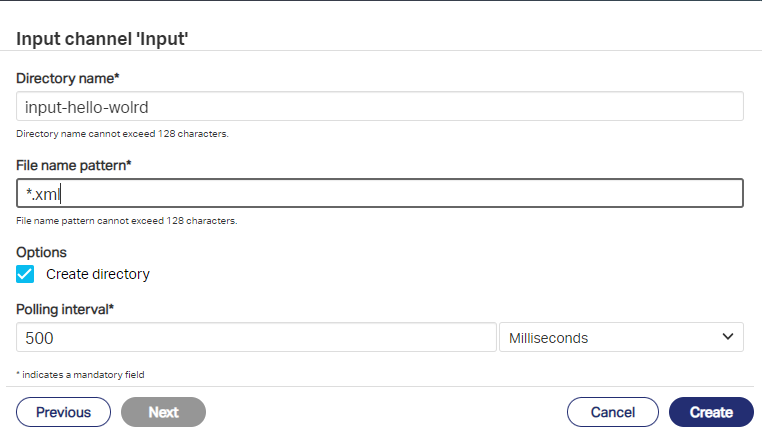 Input channel 'Input'
Directory name*
input-hello-wolrd
Directory name cannot exceed 128 characters.
File name pattern*
*.xml
File name pattern cannot exceed 128 characters.
Options
Create directory
Polling interval*
500 Milliseconds
* indicates a mandatory field
Previous Next Cancel Create